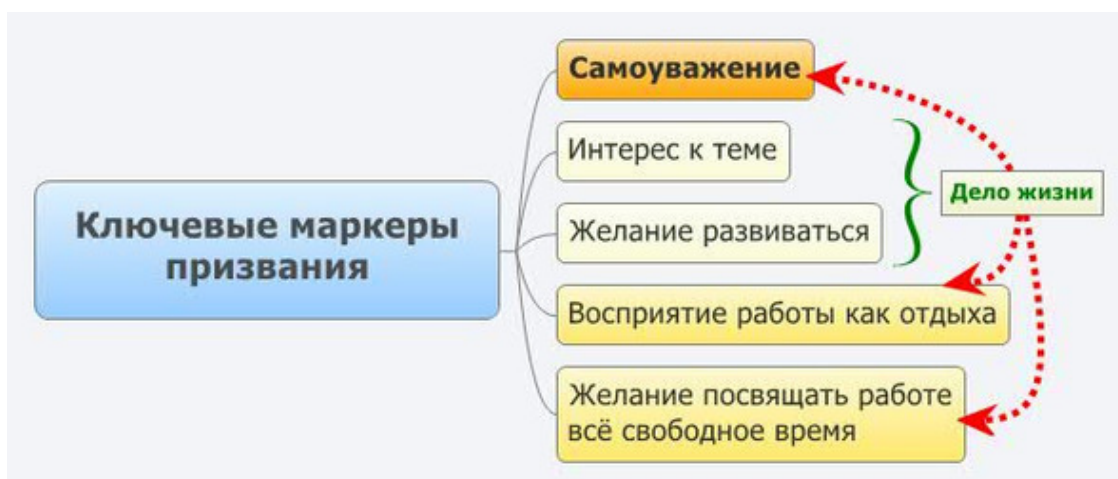 Ключевые маркеры
призвания
Самоуважение
Интерес к теме
Желание развиваться
Восприятие работы как отдыха
Желание посвящать работе
всё свободное время
Дело жизни